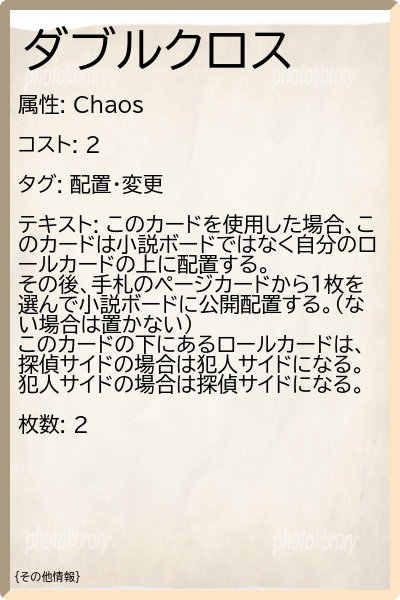 ダブルクロス
photolibrary
photolibrary
属性: Chaos
コスト: 2
タグ: 配置・変更
テキスト: このカードを使用した場合、こ
のカードは小説ボードではなく自分のロ
ールカードの上に配置する。
その後、手札のページカードから1枚を
選んで小説ボードに公開配置する。(な
い場合は置かない)
このカードの下にあるロールカードは、
探偵サイドの場合は犯人サイドになる。
犯人サイドの場合は探偵サイドになる。
枚数: 2
photolibrary
photolibrary
{その他情報}